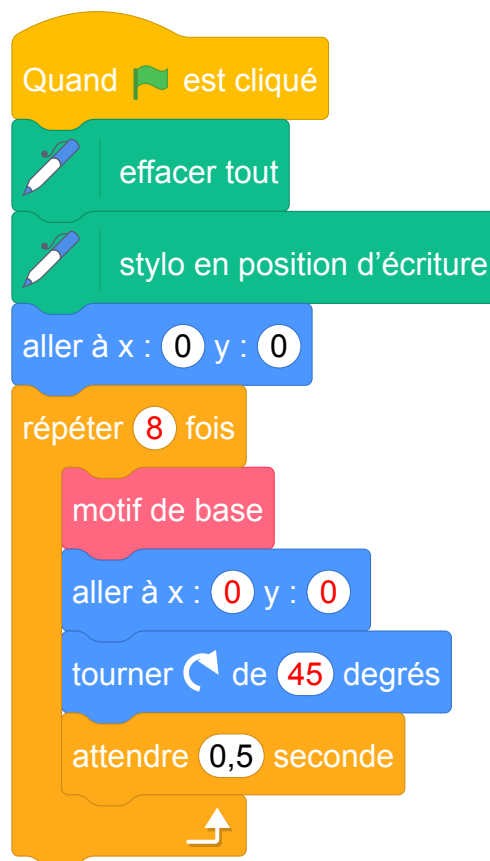 Quand est cliqué
effacer tout
stylo en position d’écriture
aller à x : 0 y : 0
répéter 8 fois
motif de base
aller à x : 0 y : 0
tourner de 45 degrés
attendre 0,5 seconde